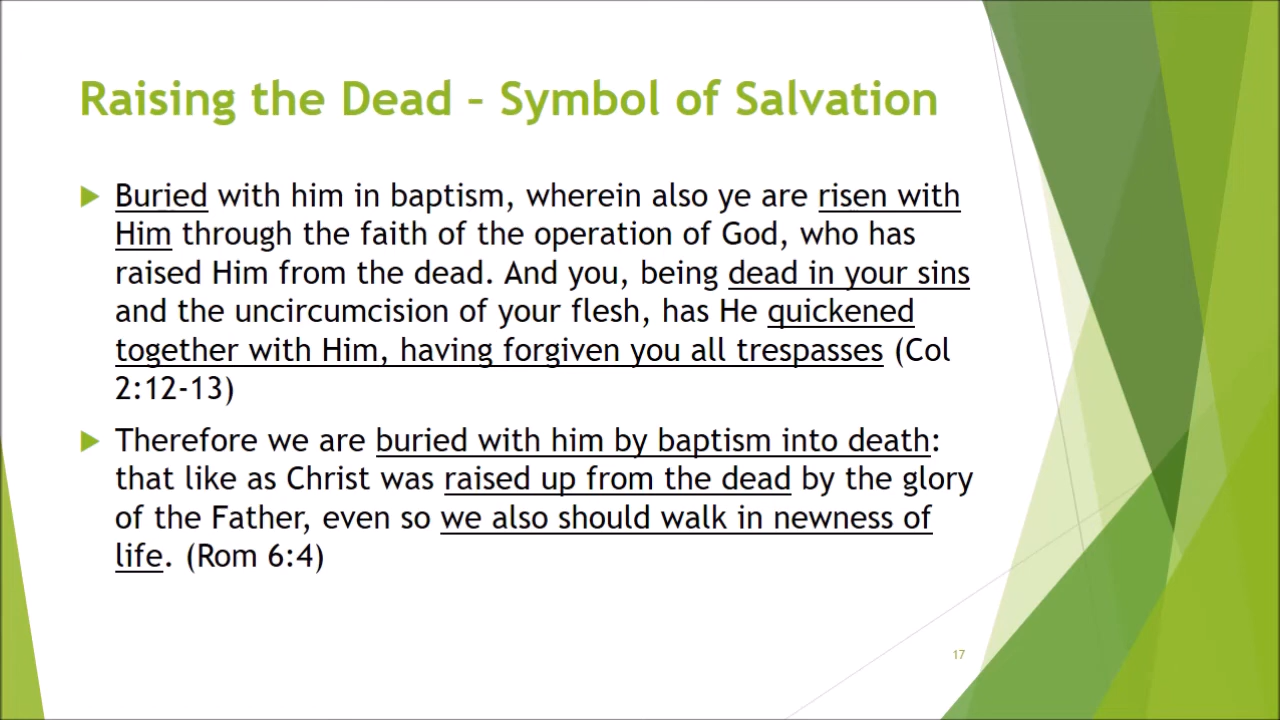 Raising the Dead – Symbol of Salvation
Buried with him in baptism, wherein also ye are risen with
Him through the faith of the operation of God, who has
raised Him from the dead. And you, being dead in your sins
and the uncircumcision of your flesh, has He quickened
together with Him, having forgiven you all trespasses (Col
2:12-13)
Therefore we are buried with him by baptism into death:
that like as Christ was raised up from the dead by the glory
of the Father, even so we also should walk in newness of
life. (Rom 6:4)
17